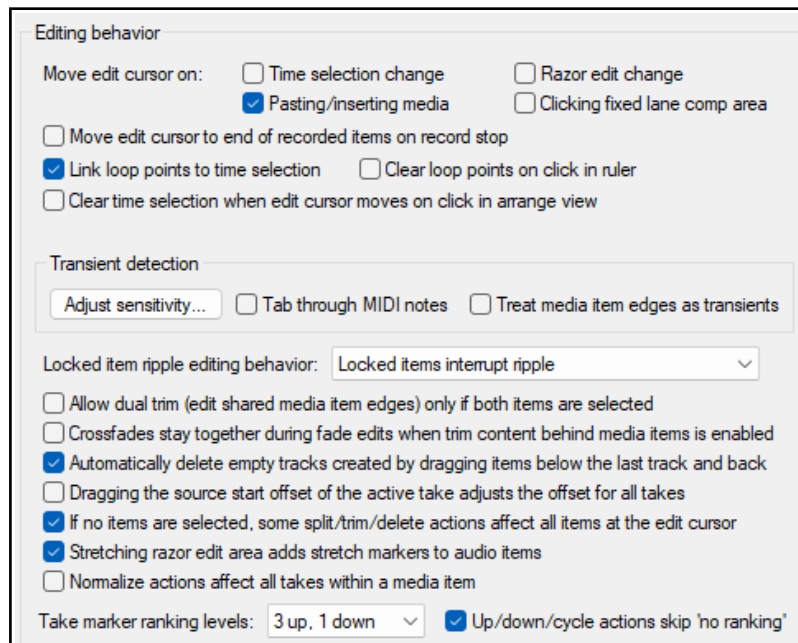 Editing behavior
Move edit cursor on: Time selection change Razor edit change
Pasting/inserting media Clicking fixed lane comp area
Move edit cursor to end of recorded items on record stop
Link loop points to time selection Clear loop points on click in ruler
Clear time selection when edit cursor moves on click in arrange view
Transient detection
Adjust sensitivity... Tab through MIDI notes Treat media item edges as transients
Locked item ripple editing behavior: Locked items interrupt ripple
Allow dual trim (edit shared media item edges) only if both items are selected
Crossfades stay together during fade edits when trim content behind media items is enabled
Automatically delete empty tracks created by dragging items below the last track and back
Dragging the source start offset of the active take adjusts the offset for all takes
If no items are selected, some split/trim/delete actions affect all items at the edit cursor
Stretching razor edit area adds stretch markers to audio items
Normalize actions affect all takes within a media item
Take marker ranking levels: 3 up, 1 down Up/down/cycle actions skip 'no ranking'